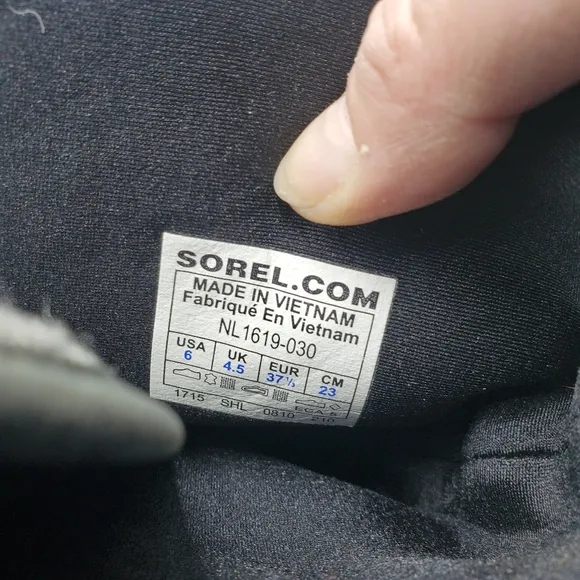 SOREL.COM
MADE IN VIETNAM
Fabriqué En Vietnam
NL1619-030
USA UK EUR CM
6 4.5 37⅓ 23
1715 SHL 0810